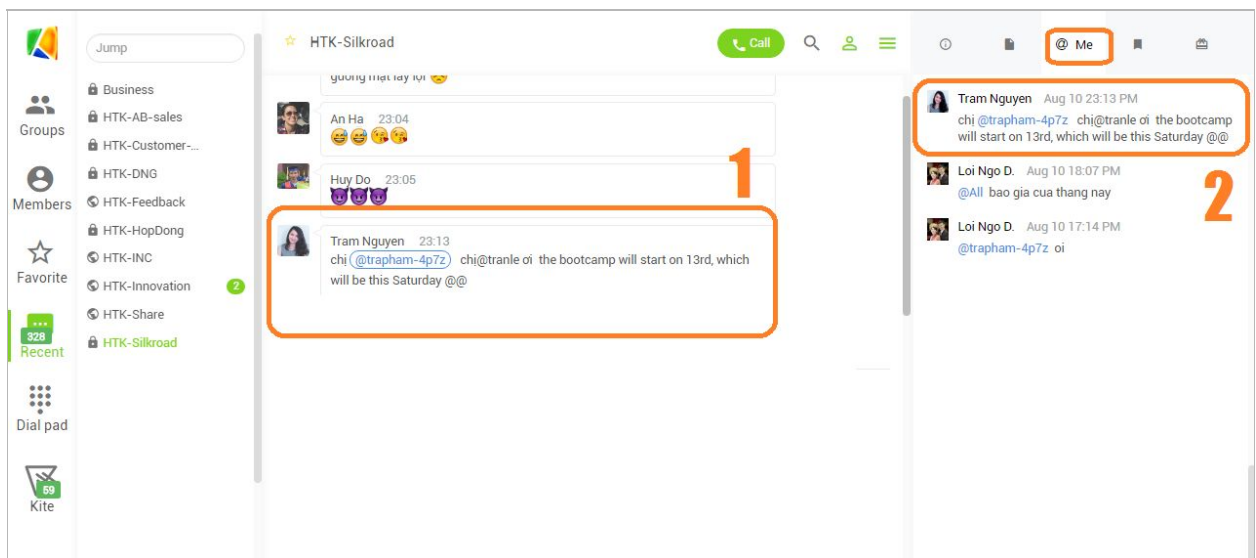 Jump
HTK-Silkroad
Call
@ Me
Groups
Members
Favorite
328
Recent
Dial pad
59
Kite
Business
HTK-AB-sales
HTK-Customer-...
HTK-DNG
HTK-Feedback
HTK-HopDong
HTK-INC
HTK-Innovation 2
HTK-Share
HTK-Silkroad
An Ha 23:04
Huy Do 23:05
1
Tram Nguyen 23:13
chị @trapham-4p7z chị@tranle ơi the bootcamp will start on 13rd, which
will be this Saturday @@
Tram Nguyen Aug 10 23:13 PM
chị @trapham-4p7z chị@tranle ơi the bootcamp
will start on 13rd, which will be this Saturday @@
2
Loi Ngo D. Aug 10 18:07 PM
@All bao gia cua thang nay
Loi Ngo D. Aug 10 17:14 PM
@trapham-4p7z oi